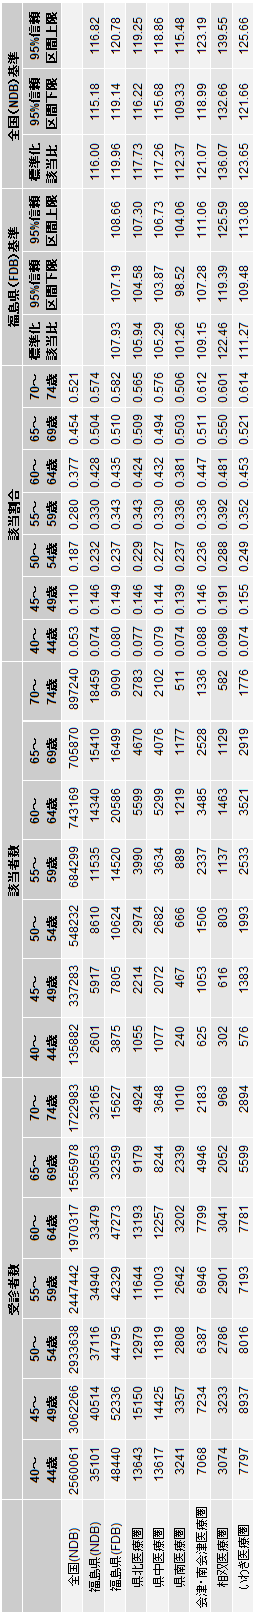 受診者数 該当者数 該当割合 福島県(FDB)基準 全国(NDB)基準
40～44歳 45～49歳 50～54歳 55～59歳 60～64歳 65～69歳 70～74歳 40～44歳 45～49歳 50～54歳 55～59歳 60～64歳 65～69歳 70～74歳 40～44歳 45～49歳 50～54歳 55～59歳 60～64歳 65～69歳 70～74歳 標準化該当比 95%信頼区間下限 95%信頼区間上限 標準化該当比 95%信頼区間下限 95%信頼区間上限
全国(NDB) 2560061 3062266 2933638 2447442 1970317 1555978 1722983 135882 337283 548232 684299 743169 705870 897240 0.053 0.110 0.187 0.280 0.377 0.454 0.521
福島県(NDB) 35101 40514 37116 34940 33479 30553 32165 2601 5917 8610 11535 14340 15410 18459 0.074 0.146 0.232 0.330 0.428 0.504 0.574 116.00 115.18 116.82
福島県(FDB) 48440 52336 44795 42329 47273 32359 15627 3875 7805 10624 14520 20586 16499 9090 0.080 0.149 0.237 0.343 0.435 0.510 0.582 107.93 107.19 108.66 119.96 119.14 120.78
県北医療圏 13643 15150 12979 11644 13193 9179 4924 1055 2214 2974 3990 5599 4670 2783 0.077 0.146 0.229 0.343 0.424 0.509 0.565 105.94 104.58 107.30 117.73 116.22 119.25
県中医療圏 13617 14425 11819 11003 12257 8244 3648 1077 2072 2682 3634 5299 4076 2102 0.079 0.144 0.227 0.330 0.432 0.494 0.576 105.29 103.87 106.73 117.26 115.68 118.86
県南医療圏 3241 3357 2808 2642 3202 2339 1010 240 467 666 889 1219 1177 511 0.074 0.139 0.237 0.336 0.381 0.503 0.506 101.26 98.52 104.06 112.37 109.33 115.48
会津・南会津医療圏 7068 7234 6387 6946 7799 4946 2183 625 1053 1506 2337 3485 2528 1336 0.088 0.146 0.236 0.336 0.447 0.511 0.612 109.15 107.28 111.06 121.07 118.99 123.19
相双医療圏 3074 3233 2786 2901 3041 2052 968 302 616 803 1137 1463 1129 582 0.098 0.191 0.288 0.392 0.481 0.550 0.601 122.46 119.39 125.59 136.07 132.66 139.55
いわき医療圏 7797 8937 8016 7193 7781 5599 2894 576 1383 1993 2533 3521 2919 1776 0.074 0.155 0.249 0.352 0.453 0.521 0.614 111.27 109.48 113.08 123.65 121.66 125.66